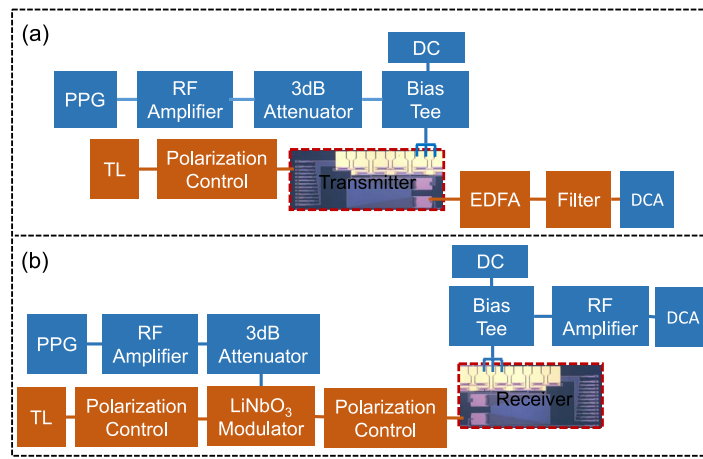 (a)
DC
PPG
RF
Amplifier
3dB
Attenuator
Bias
Tee
TL
Polarization
Control
Transmitter
EDFA
Filter
DCA
(b)
DC
PPG
RF
Amplifier
3dB
Attenuator
Bias
Tee
RF
Amplifier
DCA
TL
Polarization
Control
LiNbO₃
Modulator
Polarization
Control
Receiver